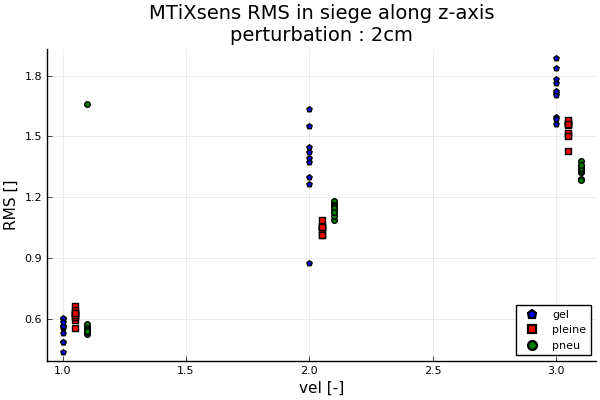 MTiXsens RMS in siege along z-axis
perturbation : 2cm
RMS []
1.8
1.5
1.2
0.9
0.6
1.0
1.5
2.0
2.5
3.0
vel [-]
gel
pleine
pneu